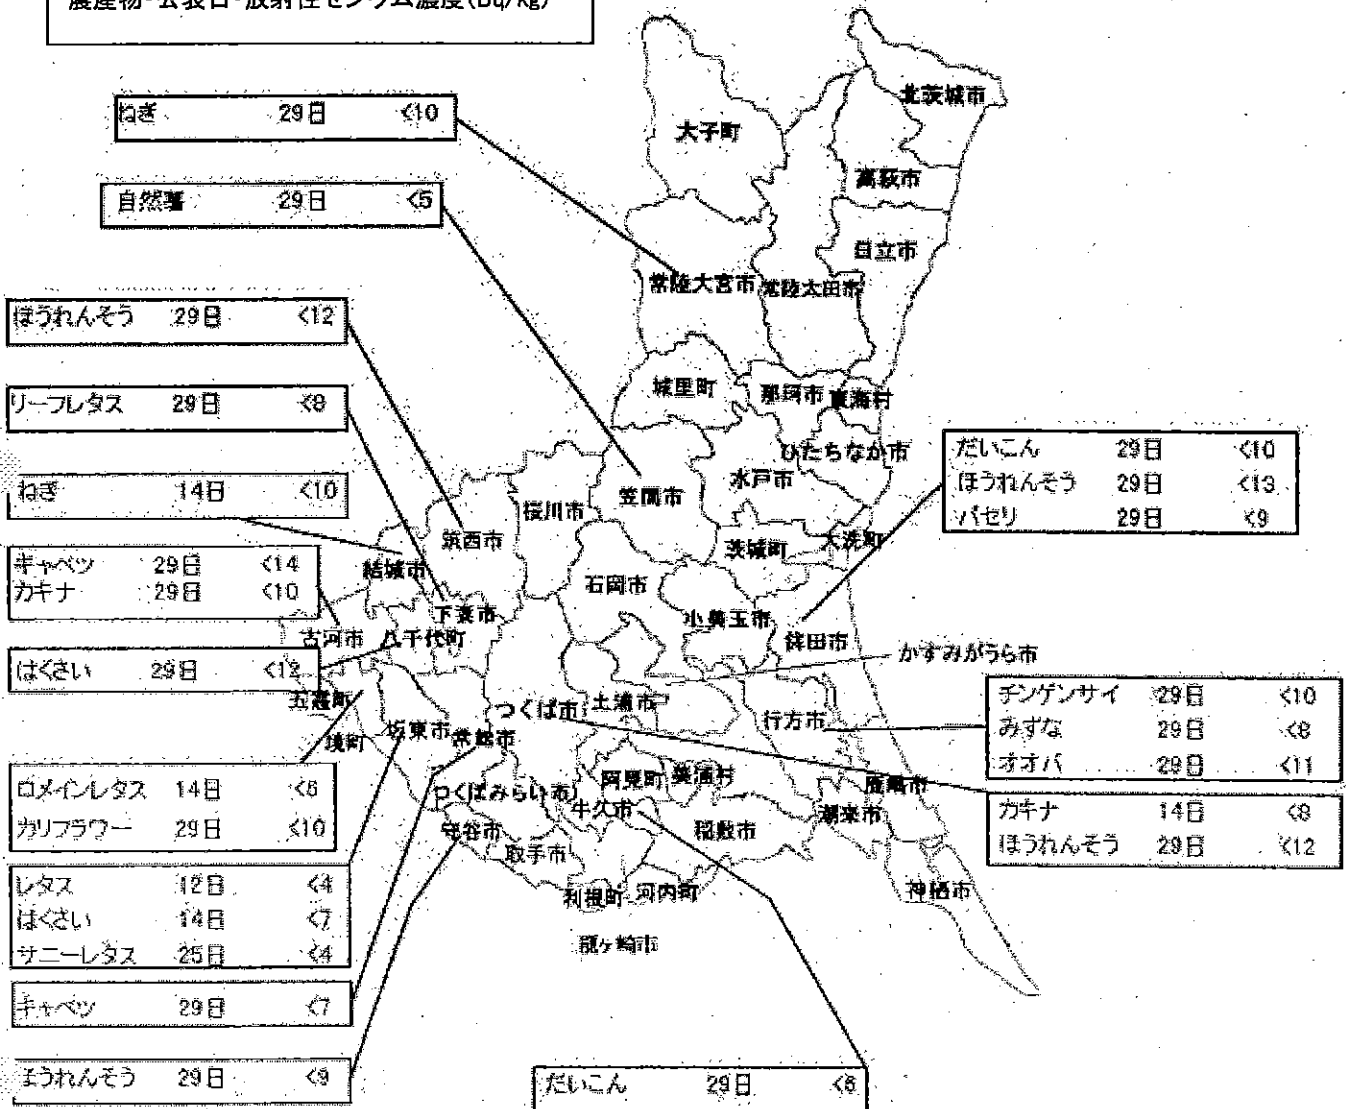 農産物・公表日・放射性セシウム濃度(Bq/kg)
ねぎ 29日 <10
自然薯 29日 <5
ほうれんそう 29日 <12
リーフレタス 29日 <8
ねぎ 14日 <10
キャベツ 29日 <14
カキナ 29日 <10
はくさい 29日 <12
ロメインレタス 14日 <6
カリフラワー 29日 <10
レタス 12日 <4
はくさい 14日 <7
サニーレタス 25日 <4
キャベツ 29日 <7
ほうれんそう 29日 <9
だいこん 29日 <6
だいこん 29日 <10
ほうれんそう 29日 <13
パセリ 29日 <9
チンゲンサイ 29日 <10
みずな 29日 <8
オオバ 29日 <11
カキナ 14日 <8
ほうれんそう 29日 <12
北茨城市
大子町
高萩市
日立市
常陸大宮市
常陸太田市
城里町
那珂市
東海村
ひたちなか市
水戸市
笠間市
桜川市
筑西市
結城市
茨城町
大洗町
石岡市
小美玉市
鉾田市
下妻市
古河市
八千代町
かすみがうら市
五霞町
境町
坂東市
常総市
つくば市
土浦市
行方市
阿見町
美浦村
つくばみらい市
牛久市
鹿嶋市
潮来市
稲敷市
守谷市
取手市
利根町
河内町
神栖市
龍ヶ崎市